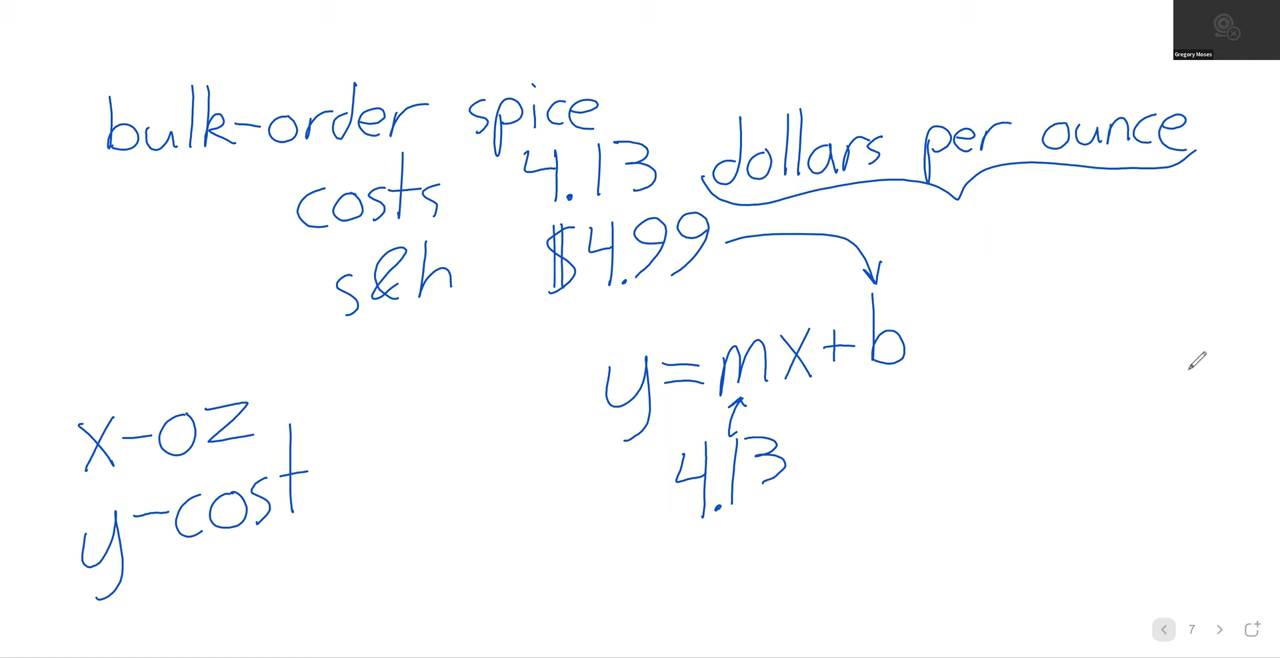 Gregory Moses
bulk-order spice
costs 4.13 dollars per ounce
s&h $4.99
y=mx+b
4.13
x-oz
y-cost
7